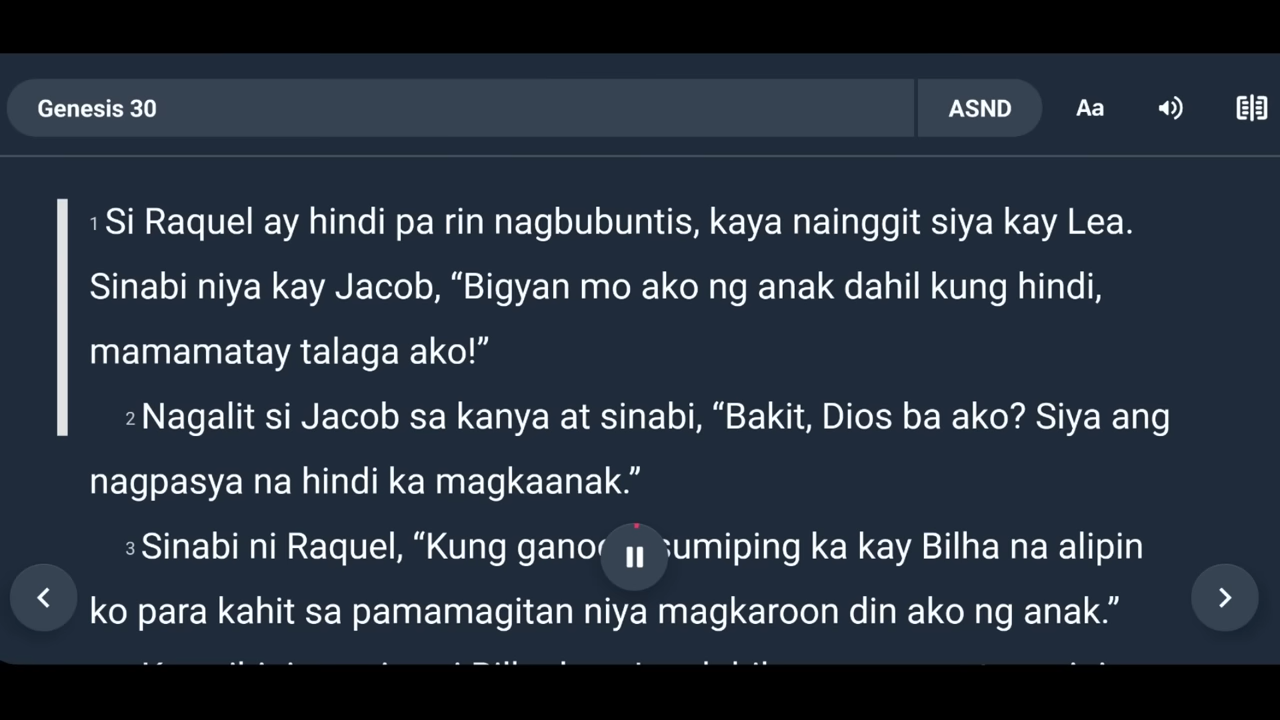 Genesis 30 ASND Aa
1 Si Raquel ay hindi pa rin nagbubuntis, kaya nainggit siya kay Lea.
Sinabi niya kay Jacob, “Bigyan mo ako ng anak dahil kung hindi,
mamamatay talaga ako!”
2 Nagalit si Jacob sa kanya at sinabi, “Bakit, Dios ba ako? Siya ang
nagpasya na hindi ka magkaanak.”
3 Sinabi ni Raquel, “Kung sumiping ka kay Bilha na alipin
ko para kahit sa pamamagitan niya magkaroon din ako ng anak.”